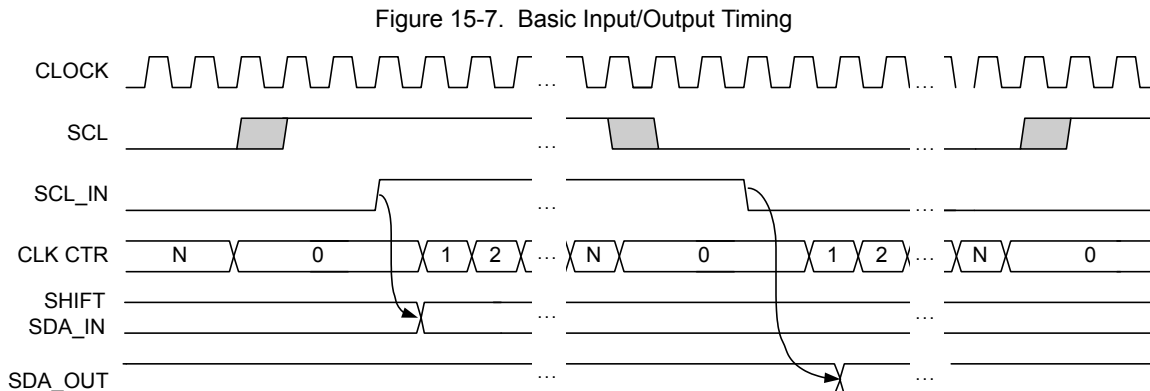 Figure 15-7. Basic Input/Output Timing
CLOCK ... ...
SCL ... ...
SCL_IN ... ...
CLK CTR N 0 1 2 ... N 0 1 2 ... N 0
SHIFT
SDA_IN ... ...
SDA_OUT ... ...